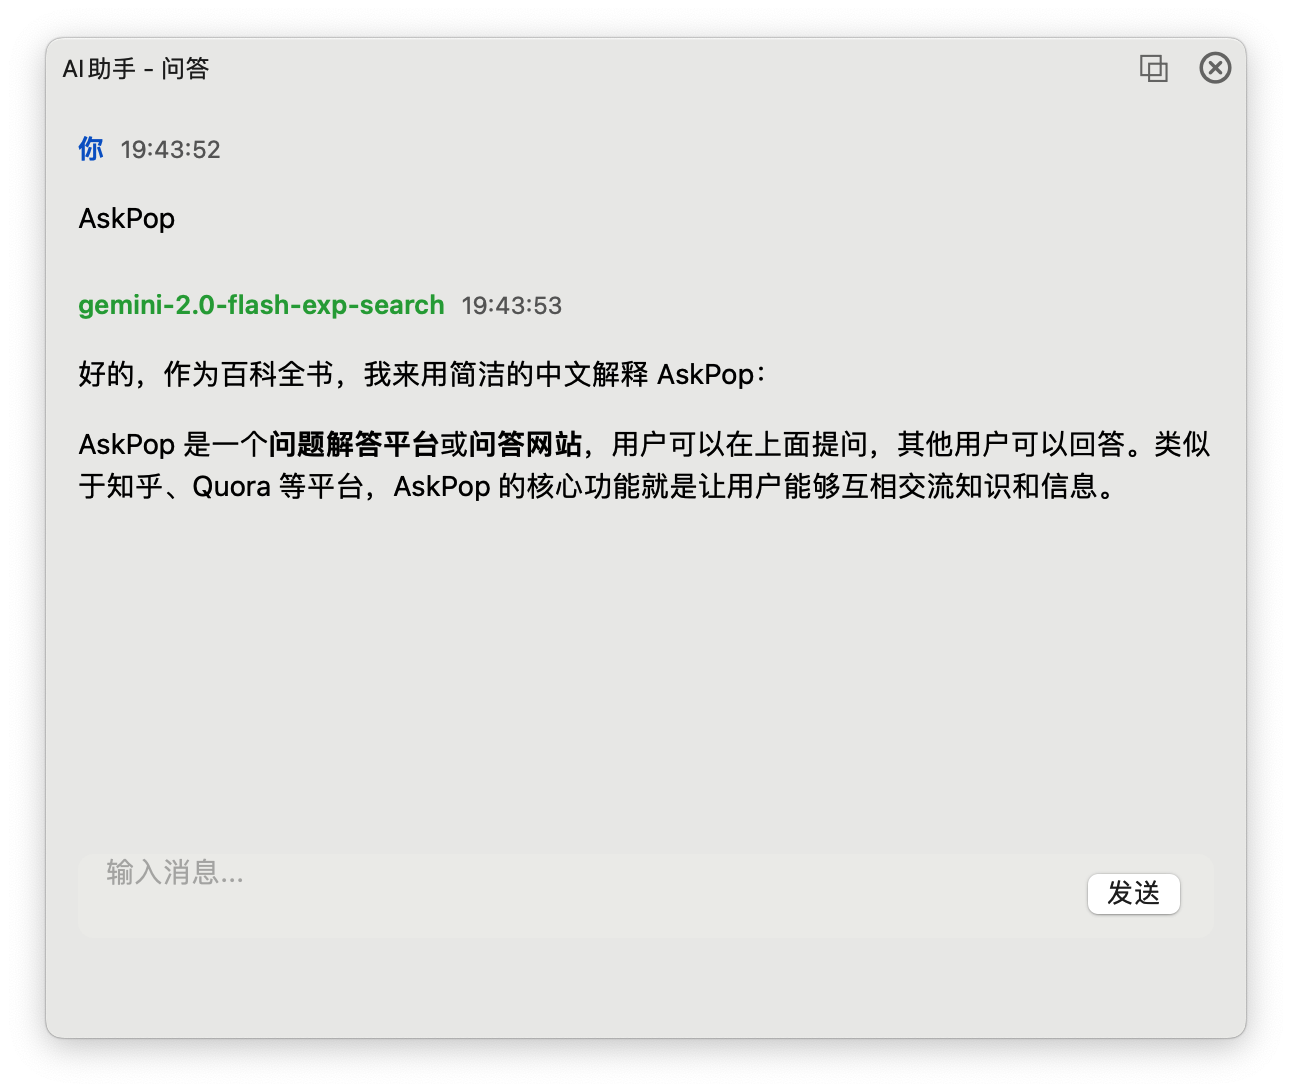 AI助手 - 问答
你 19:43:52
AskPop
gemini-2.0-flash-exp-search 19:43:53
好的，作为百科全书，我来用简洁的中文解释 AskPop：
AskPop 是一个问题解答平台或问答网站，用户可以在上面提问，其他用户可以回答。类似
于知乎、Quora 等平台，AskPop 的核心功能就是让用户能够互相交流知识和信息。
输入消息...
发送